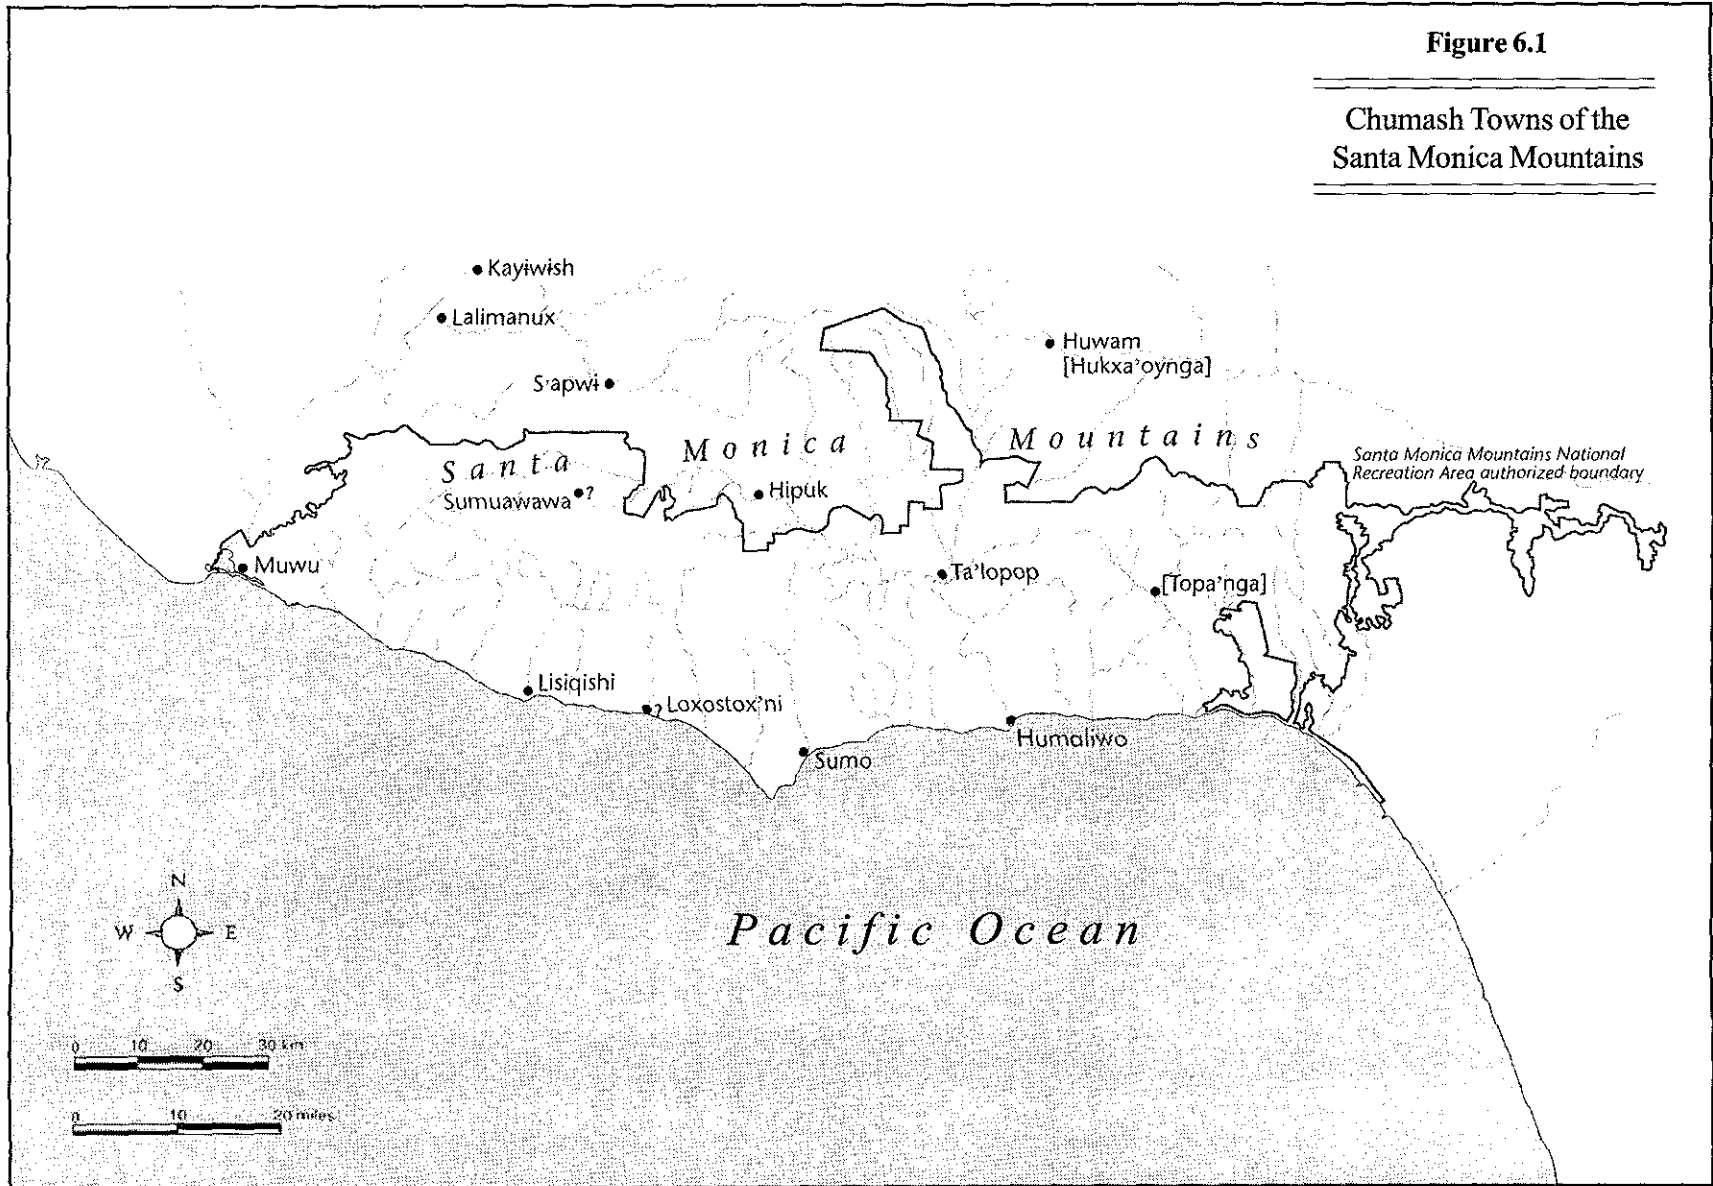 Figure 6.1
Chumash Towns of the
Santa Monica Mountains
Kayɨwɨsh
Lalimanux
S'apwɨ
Huwam
[Hukxa'oynga]
Santa Monica Mountains
Santa Monica Mountains National
Recreation Area authorized boundary
Sumuawawa ?
Hipuk
Muwu
Ta'lopop
[Topa'nga]
Lisiqishi
Loxostox'ni
?
Sumo
Humaliwo
Pacific Ocean
N
W E
S
0 10 20 30 km
0 10 20 miles